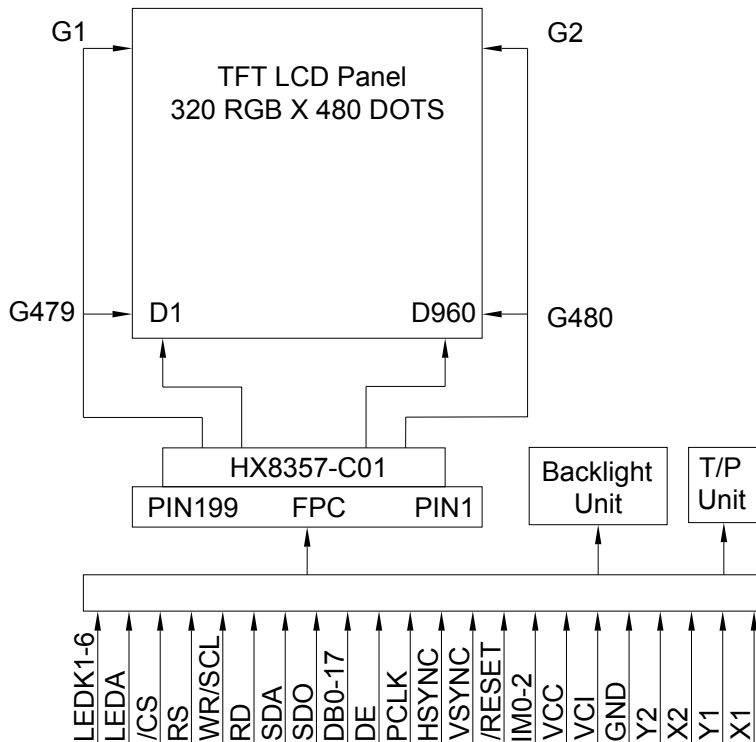 G1
G2
TFT LCD Panel
320 RGB X 480 DOTS
G479
D1
D960
G480
HX8357-C01
PIN199
FPC
PIN1
Backlight
Unit
T/P
Unit
LEDK1-6
LEDA
/CS
RS
WR/SCL
RD
SDA
SDO
DB0-17
DE
PCLK
HSYNC
VSYNC
/RESET
IM0-2
VCC
VCI
GND
Y2
X2
Y1
X1